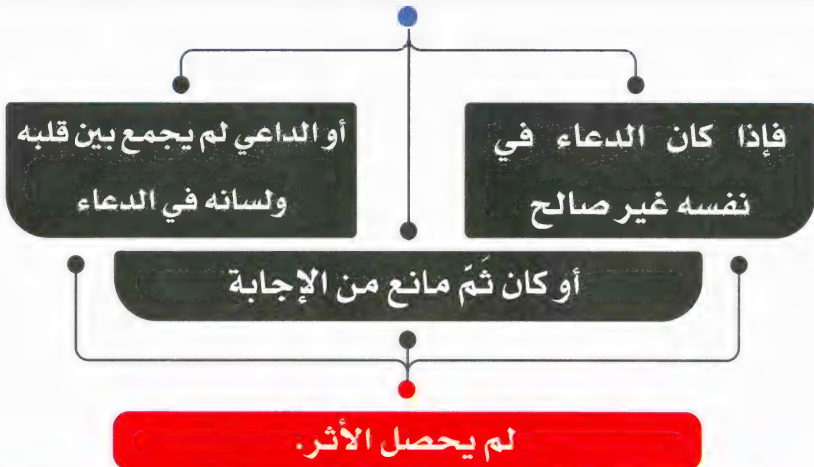 فإذا كان الدعاء في
نفسه غير صالح
أو الداعي لم يجمع بين قلبه
ولسانه في الدعاء
أو كان ثَمّ مانع من الإجابة
لم يحصل الأثر.